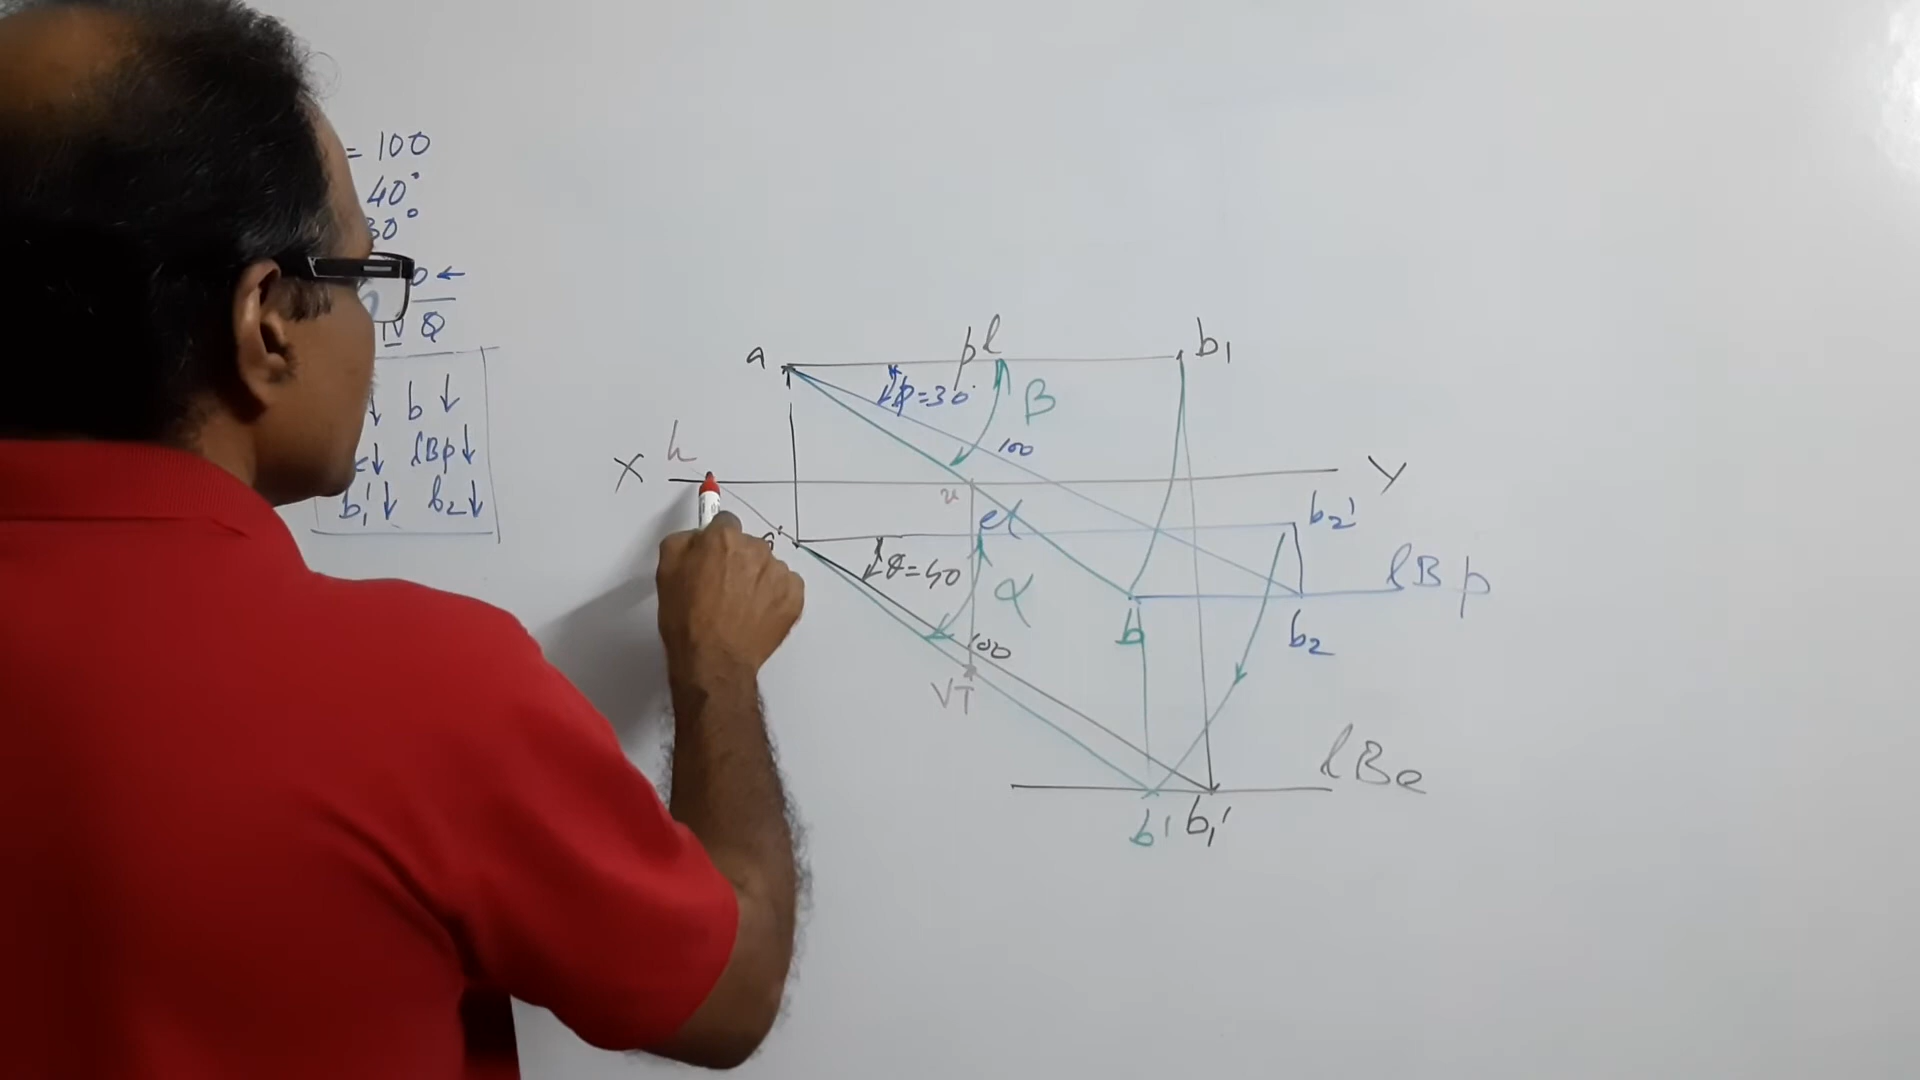 = 100
40°
30°
0 ←
IV Q
↓ b ↓
↓ lBp↓
b₁'↓ b₂↓
a
pl
b₁
ϕ=30°
β
100
h
X
Y
v
el
b₂'
a'
θ=40
α
lBp
b
b₂
100
VT
lBe
b'
b₁'